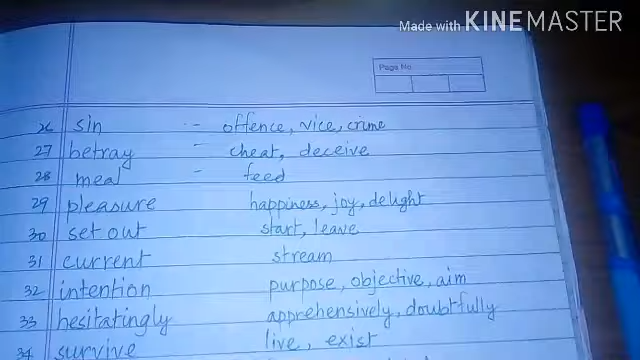 Made with KINEMASTER
Page No
26 sin - offence, vice, crime
27 betray - cheat, deceive
28 meal - feed
29 pleasure happiness, joy, delight
30 set out start, leave
31 current stream
32 intention purpose, objective, aim
33 hesitatingly apprehensively, doubtfully
34 survive live, exist